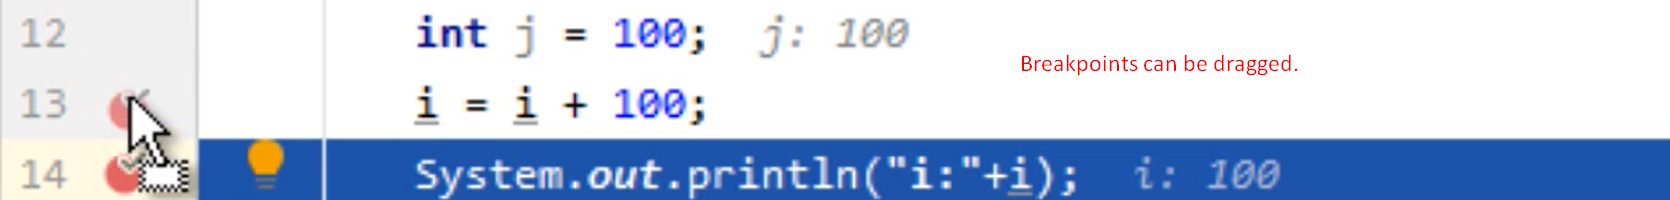 12 int j = 100; j: 100
Breakpoints can be dragged.
13 i = i + 100;
14 System.out.println("i:"+i); i: 100